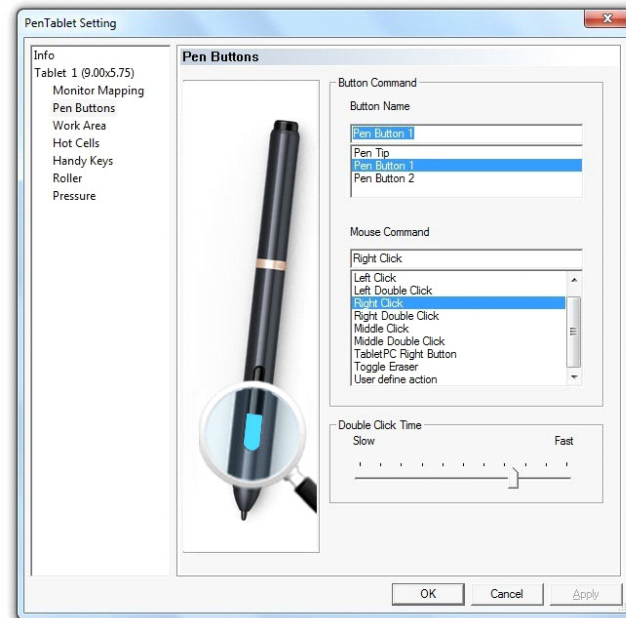 PenTablet Setting
Info
Tablet 1 (9.00x5.75)
Monitor Mapping
Pen Buttons
Work Area
Hot Cells
Handy Keys
Roller
Pressure
Pen Buttons
Button Command
Button Name
Pen Button 1
Pen Tip
Pen Button 1
Pen Button 2
Mouse Command
Right Click
Left Click
Left Double Click
Right Click
Right Double Click
Middle Click
Middle Double Click
TabletPC Right Button
Toggle Eraser
User define action
Double Click Time
Slow Fast
OK Cancel Apply